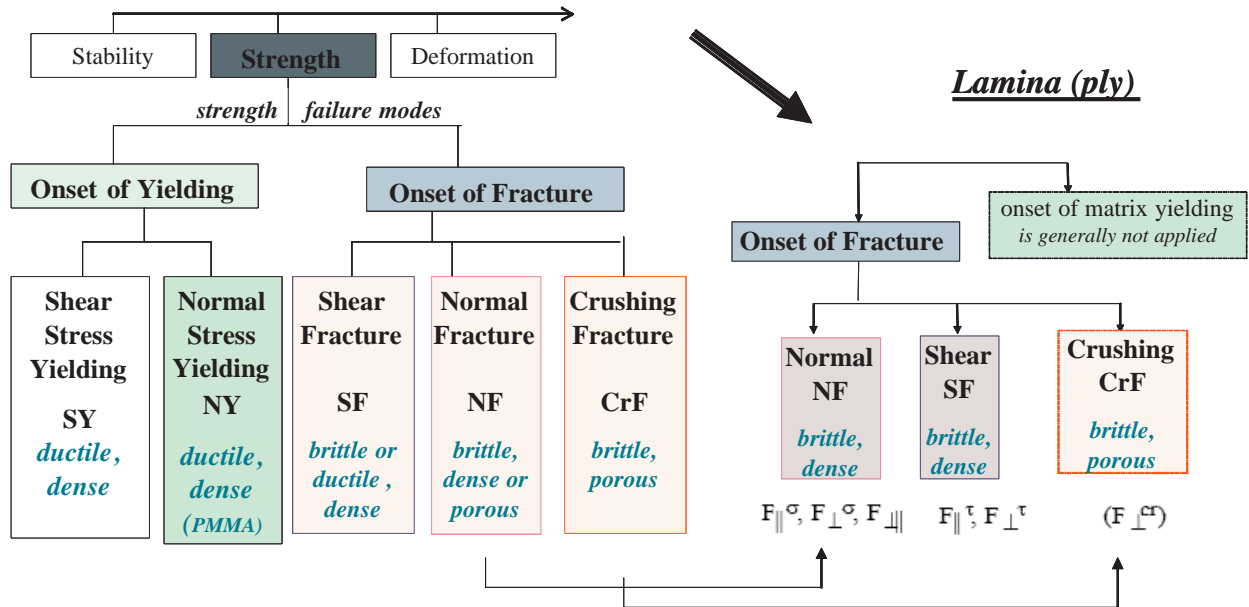 Stability
Strength
Deformation
strength failure modes
Onset of Yielding
Onset of Fracture
Shear
Stress
Yielding
SY
ductile,
dense
Normal
Stress
Yielding
NY
ductile,
dense
(PMMA)
Shear
Fracture
SF
brittle or
ductile ,
dense
Normal
Fracture
NF
brittle,
dense or
porous
Crushing
Fracture
CrF
brittle,
porous
Lamina (ply)
Onset of Fracture
onset of matrix yielding
is generally not applied
Normal
NF
brittle,
dense
F∥σ, F⊥σ, F⊥∥
Shear
SF
brittle,
dense
F∥τ, F⊥τ
Crushing
CrF
brittle,
porous
(F⊥cr)